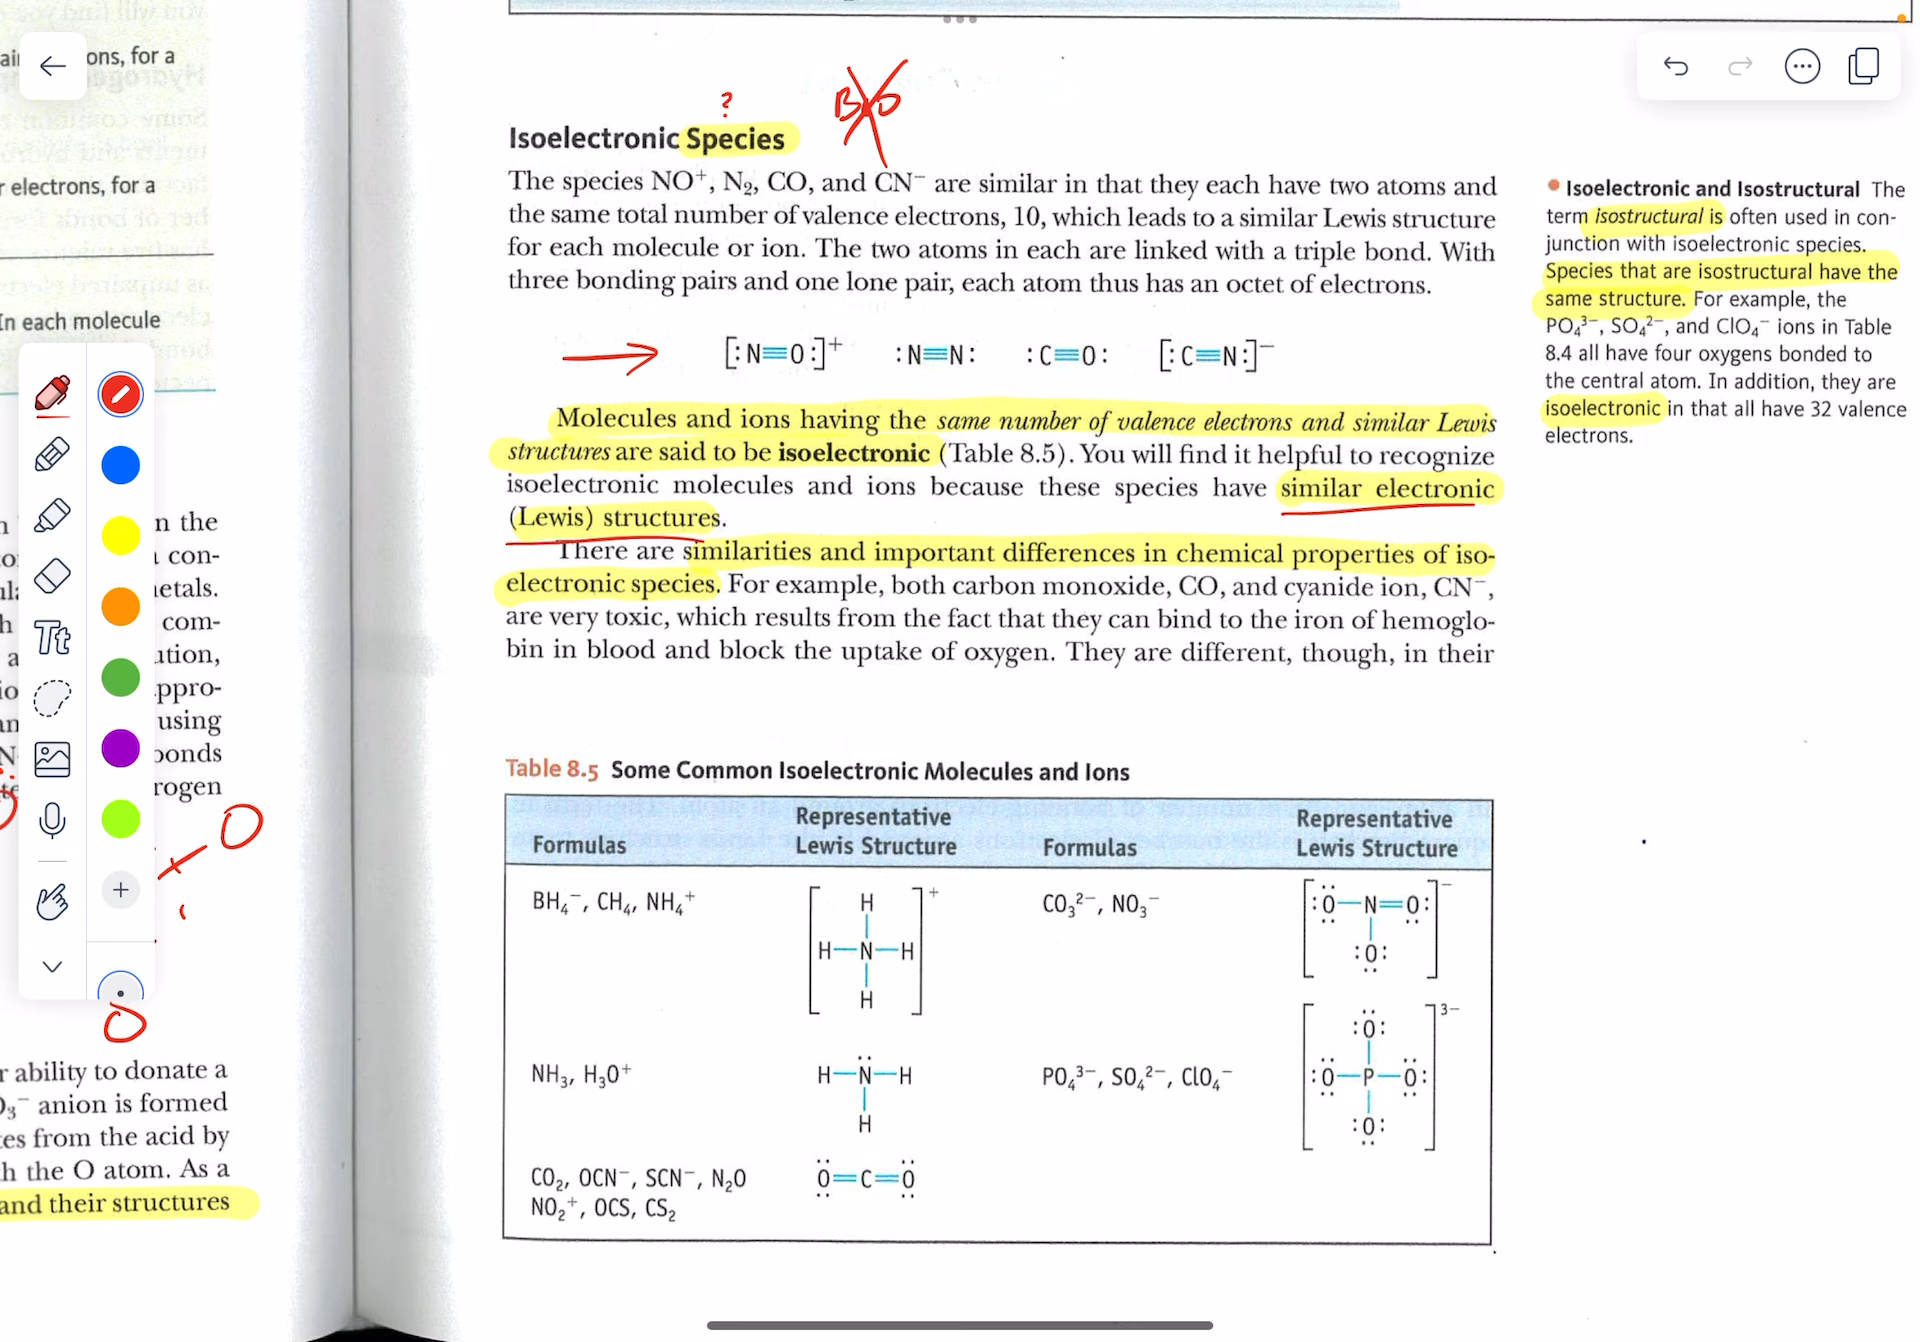 ons, for a
r electrons, for a
In each molecule
n the
con-
etals.
com-
ution,
ppro-
using
bonds
rogen
r ability to donate a
O₃⁻ anion is formed
tes from the acid by
h the O atom. As a
and their structures
?
Isoelectronic Species
The species NO⁺, N₂, CO, and CN⁻ are similar in that they each have two atoms and
the same total number of valence electrons, 10, which leads to a similar Lewis structure
for each molecule or ion. The two atoms in each are linked with a triple bond. With
three bonding pairs and one lone pair, each atom thus has an octet of electrons.
[:N≡O:]⁺ :N≡N: :C≡O: [:C≡N:]⁻
Molecules and ions having the same number of valence electrons and similar Lewis
structures are said to be isoelectronic (Table 8.5). You will find it helpful to recognize
isoelectronic molecules and ions because these species have similar electronic
(Lewis) structures.
There are similarities and important differences in chemical properties of iso-
electronic species. For example, both carbon monoxide, CO, and cyanide ion, CN⁻,
are very toxic, which results from the fact that they can bind to the iron of hemoglo-
bin in blood and block the uptake of oxygen. They are different, though, in their
• Isoelectronic and Isostructural The
term isostructural is often used in con-
junction with isoelectronic species.
Species that are isostructural have the
same structure. For example, the
PO₄³⁻, SO₄²⁻, and ClO₄⁻ ions in Table
8.4 all have four oxygens bonded to
the central atom. In addition, they are
isoelectronic in that all have 32 valence
electrons.
Table 8.5 Some Common Isoelectronic Molecules and Ions
Formulas Representative Lewis Structure Formulas Representative Lewis Structure
BH₄⁻, CH₄, NH₄⁺
H
H—N—H
H
+
CO₃²⁻, NO₃⁻
:O—N=O:
:O:
−
NH₃, H₃O⁺
H—N—H
H
PO₄³⁻, SO₄²⁻, ClO₄⁻
:O:
:O—P—O:
:O:
3−
CO₂, OCN⁻, SCN⁻, N₂O
NO₂⁺, OCS, CS₂
O=C=O
Tt